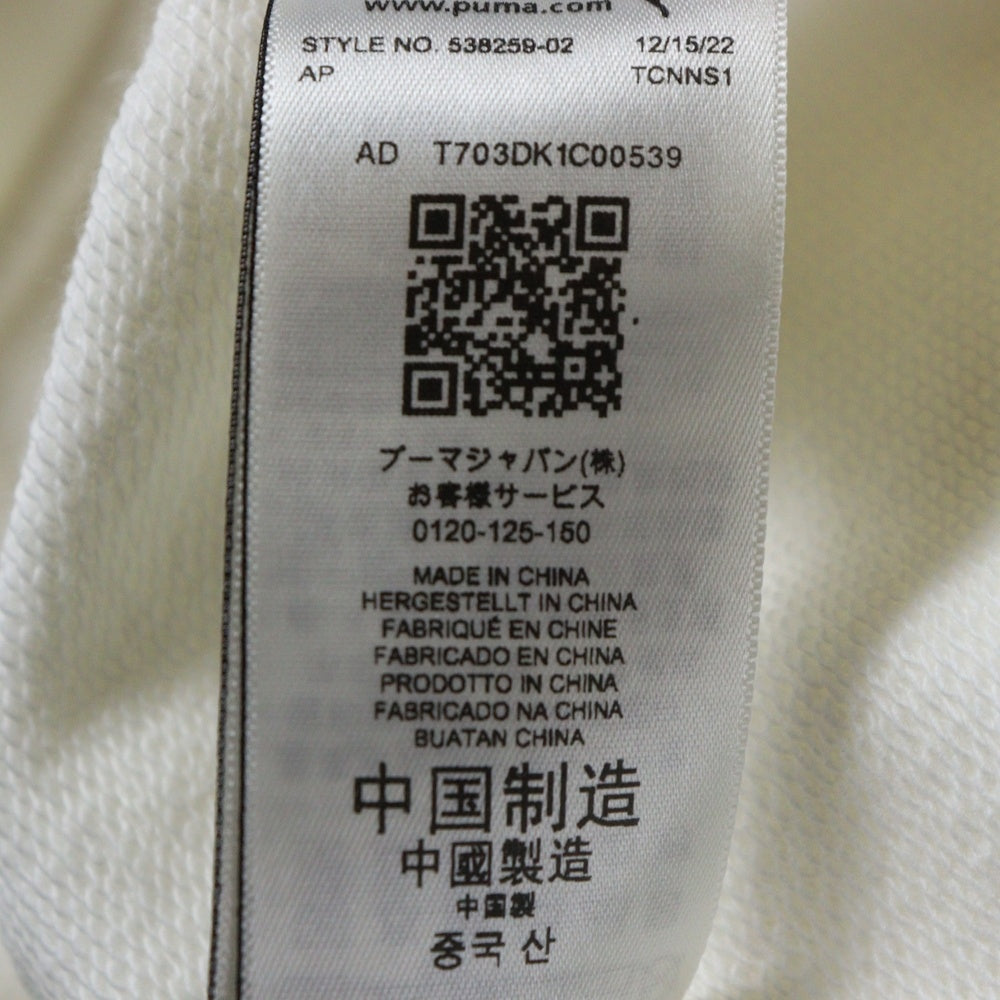 www.puma.com
STYLE NO. 538259-02 12/15/22
AP TCNNS1
AD T703DK1C00539
プーマジャパン(株)
お客様サービス
0120-125-150
MADE IN CHINA
HERGESTELLT IN CHINA
FABRIQUÉ EN CHINE
FABRICADO EN CHINA
PRODOTTO IN CHINA
FABRICADO NA CHINA
BUATAN CHINA
中国制造
中國製造
中国製
중국 산